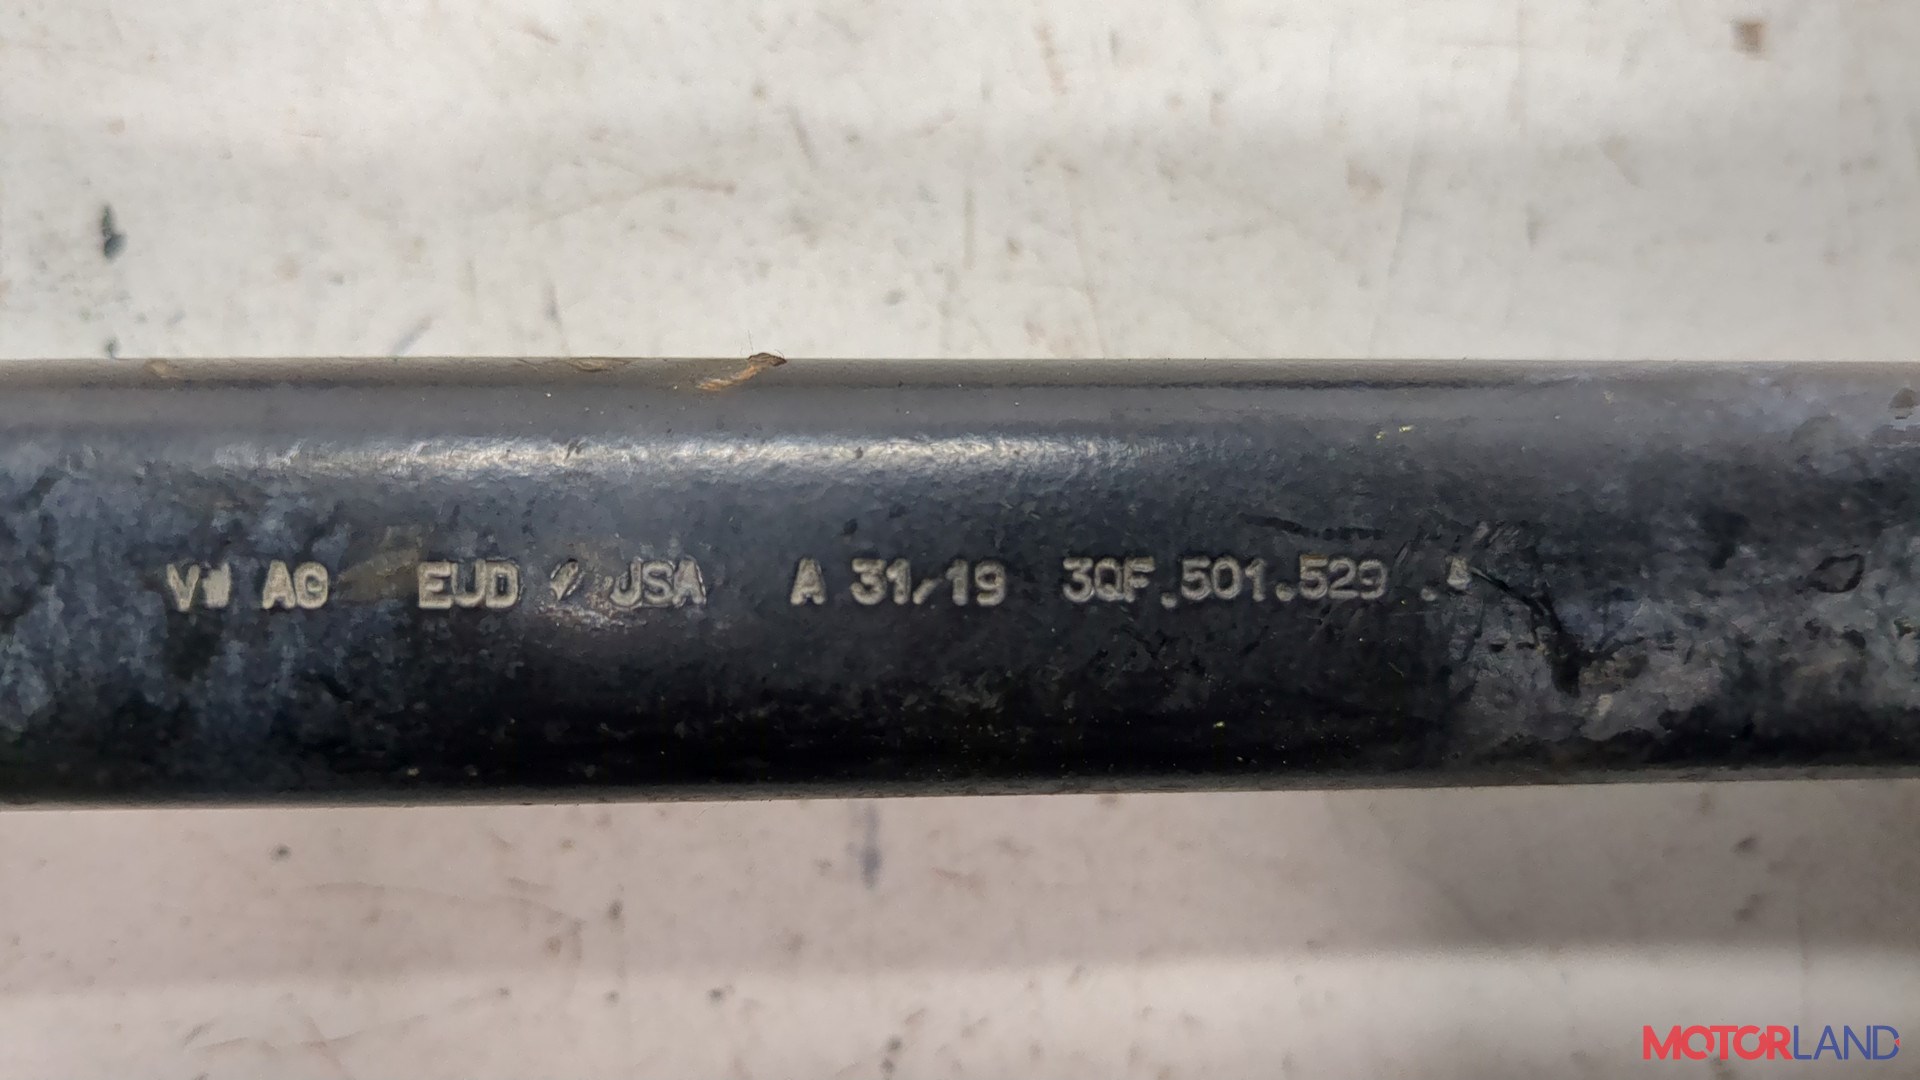 VW AG EUD USA A 31/19 3QF.501.529 .A
MOTORLAND